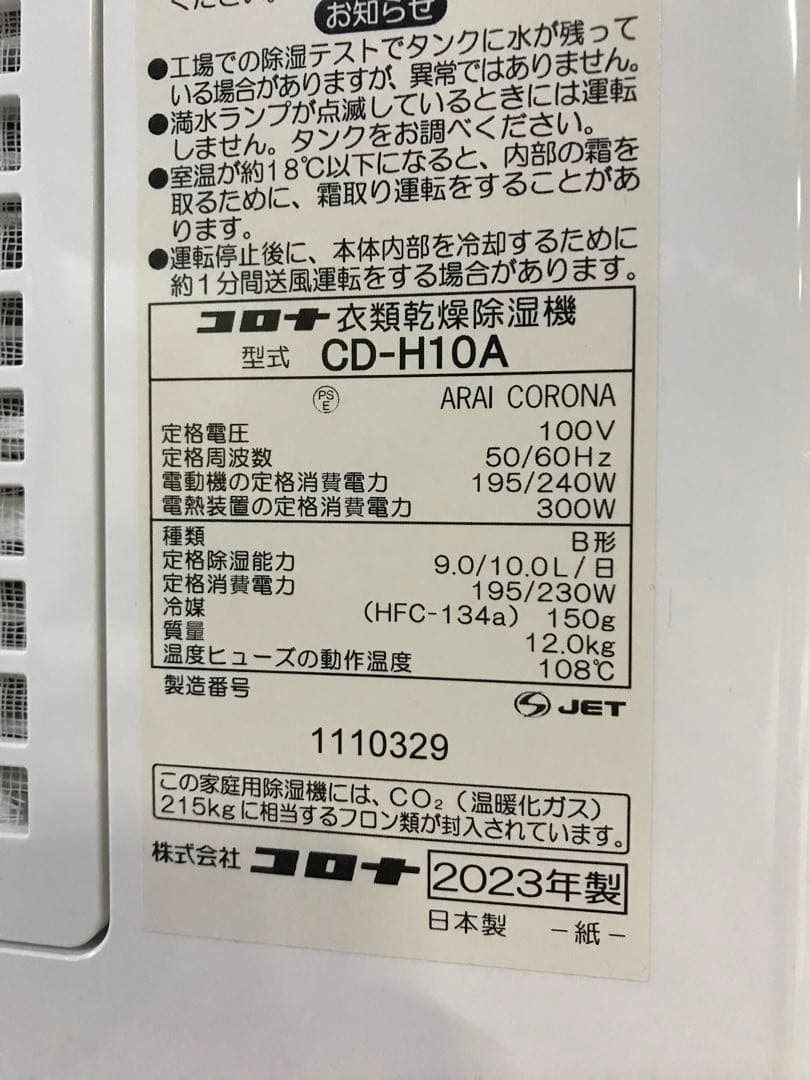 ください。
お知らせ
●工場での除湿テストでタンクに水が残って
いる場合がありますが、異常ではありません。
●満水ランプが点滅しているときには運転
しません。タンクをお調べください。
●室温が約18℃以下になると、内部の霜を
取るために、霜取り運転をすることがあ
ります。
●運転停止後に、本体内部を冷却するために
約1分間送風運転をする場合があります。
コロナ 衣類乾燥除湿機
型式 CD-H10A
PS E ARAI CORONA
定格電圧 100V
定格周波数 50/60Hz
電動機の定格消費電力 195/240W
電熱装置の定格消費電力 300W
種類 B形
定格除湿能力 9.0/10.0L/日
定格消費電力 195/230W
冷媒 (HFC-134a) 150g
質量 12.0kg
温度ヒューズの動作温度 108℃
製造番号
JET
1110329
この家庭用除湿機には、CO₂(温暖化ガス)
215kgに相当するフロン類が封入されています。
株式会社 コロナ 2023年製
日本製 －紙－